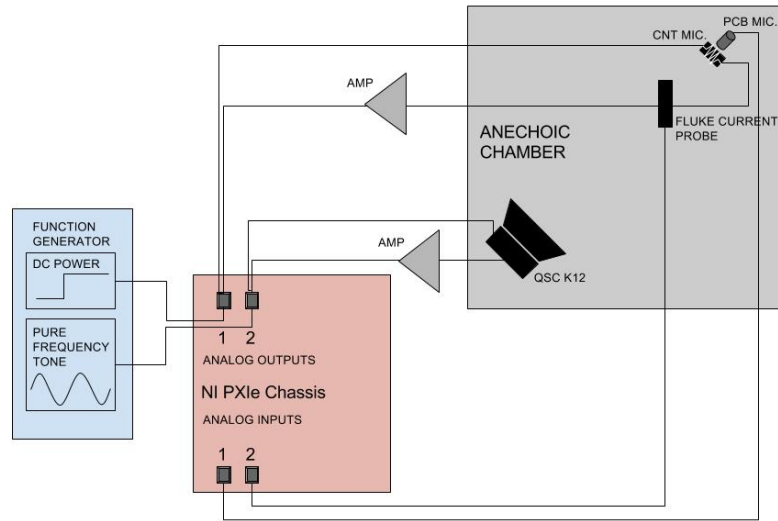 PCB MIC.
CNT MIC.
AMP
FLUKE CURRENT
PROBE
ANECHOIC
CHAMBER
FUNCTION
GENERATOR
DC POWER
AMP
QSC K12
PURE
FREQUENCY
TONE
1 2
ANALOG OUTPUTS
NI PXIe Chassis
ANALOG INPUTS
1 2